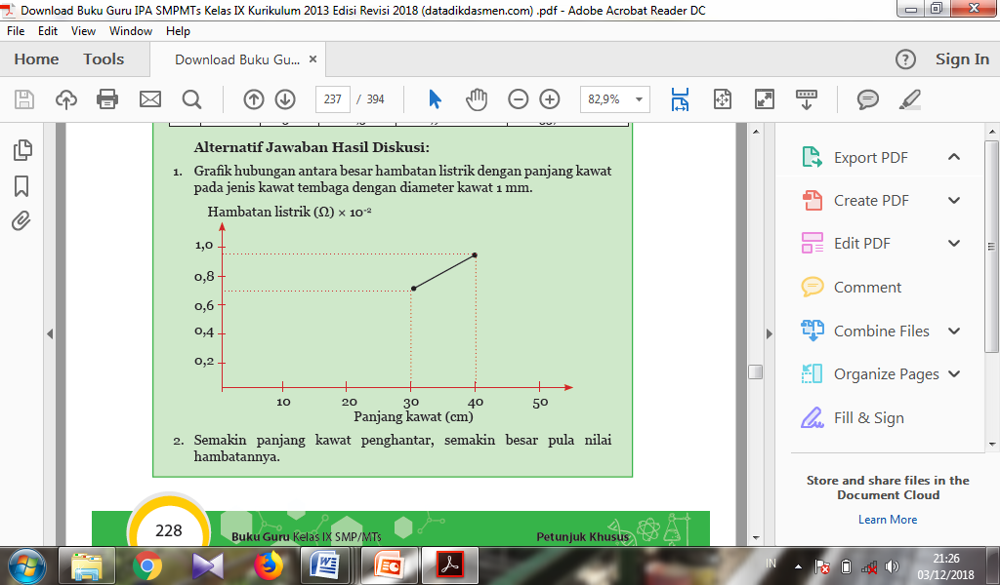 Download Buku Guru IPA SMPMTs Kelas IX Kurikulum 2013 Edisi Revisi 2018 (datadikdasmen.com) .pdf - Adobe Acrobat Reader DC
File Edit View Window Help
Home Tools Download Buku Gu... × Sign In
237 / 394 82,9%
Alternatif Jawaban Hasil Diskusi:
1. Grafik hubungan antara besar hambatan listrik dengan panjang kawat
pada jenis kawat tembaga dengan diameter kawat 1 mm.
Hambatan listrik (Ω) × 10⁻²
1,0
0,8
0,6
0,4
0,2
10 20 30 40 50
Panjang kawat (cm)
2. Semakin panjang kawat penghantar, semakin besar pula nilai
hambatannya.
228
Buku Guru Kelas IX SMP/MTs
Petunjuk Khusus
Export PDF
Create PDF
Edit PDF
Comment
Combine Files
Organize Pages
Fill & Sign
Store and share files in the
Document Cloud
Learn More
IN
21:26
03/12/2018